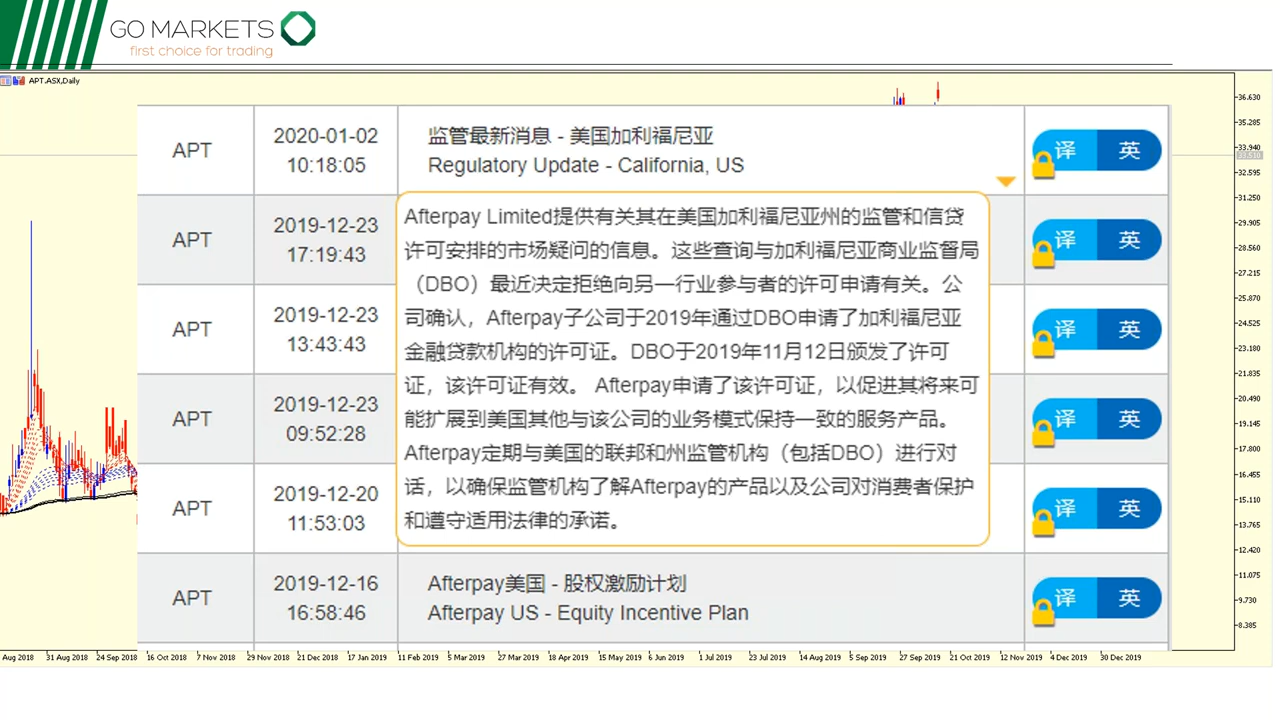 GO MARKETS
first choice for trading
APT.ASX,Daily
APT
2020-01-02
10:18:05
监管最新消息 - 美国加利福尼亚
Regulatory Update - California, US
译 英
APT
2019-12-23
17:19:43
译 英
APT
2019-12-23
13:43:43
译 英
APT
2019-12-23
09:52:28
译 英
APT
2019-12-20
11:53:03
译 英
Afterpay Limited提供有关其在美国加利福尼亚州的监管和信贷
许可安排的市场疑问的信息。这些查询与加利福尼亚商业监督局
（DBO）最近决定拒绝向另一行业参与者的许可申请有关。公
司确认，Afterpay子公司于2019年通过DBO申请了加利福尼亚
金融贷款机构的许可证。DBO于2019年11月12日颁发了许可
证，该许可证有效。 Afterpay申请了该许可证，以促进其将来可
能扩展到美国其他与该公司的业务模式保持一致的服务产品。
Afterpay定期与美国的联邦和州监管机构（包括DBO）进行对
话，以确保监管机构了解Afterpay的产品以及公司对消费者保护
和遵守适用法律的承诺。
APT
2019-12-16
16:58:46
Afterpay美国 - 股权激励计划
Afterpay US - Equity Incentive Plan
译 英
36.630
35.285
33.940
33.510
32.595
31.250
29.905
28.560
27.215
25.870
24.525
23.180
21.835
20.490
19.145
17.800
16.455
15.110
13.765
12.420
11.075
9.730
8.385
Aug 2018 31 Aug 2018 24 Sep 2018 16 Oct 2018 7 Nov 2018 29 Nov 2018 21 Dec 2018 17 Jan 2019 11 Feb 2019 5 Mar 2019 27 Mar 2019 18 Apr 2019 15 May 2019 6 Jun 2019 1 Jul 2019 23 Jul 2019 14 Aug 2019 5 Sep 2019 27 Sep 2019 21 Oct 2019 12 Nov 2019 4 Dec 2019 30 Dec 2019